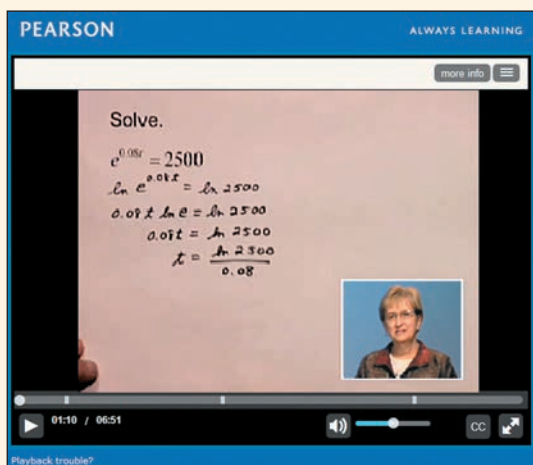 PEARSON
ALWAYS LEARNING
more info
Solve.
e^0.08t = 2500
ln e^0.08t = ln 2500
0.08t ln e = ln 2500
0.08t = ln 2500
t = ln 2500 / 0.08
01:10 / 06:51
CC
Playback trouble?